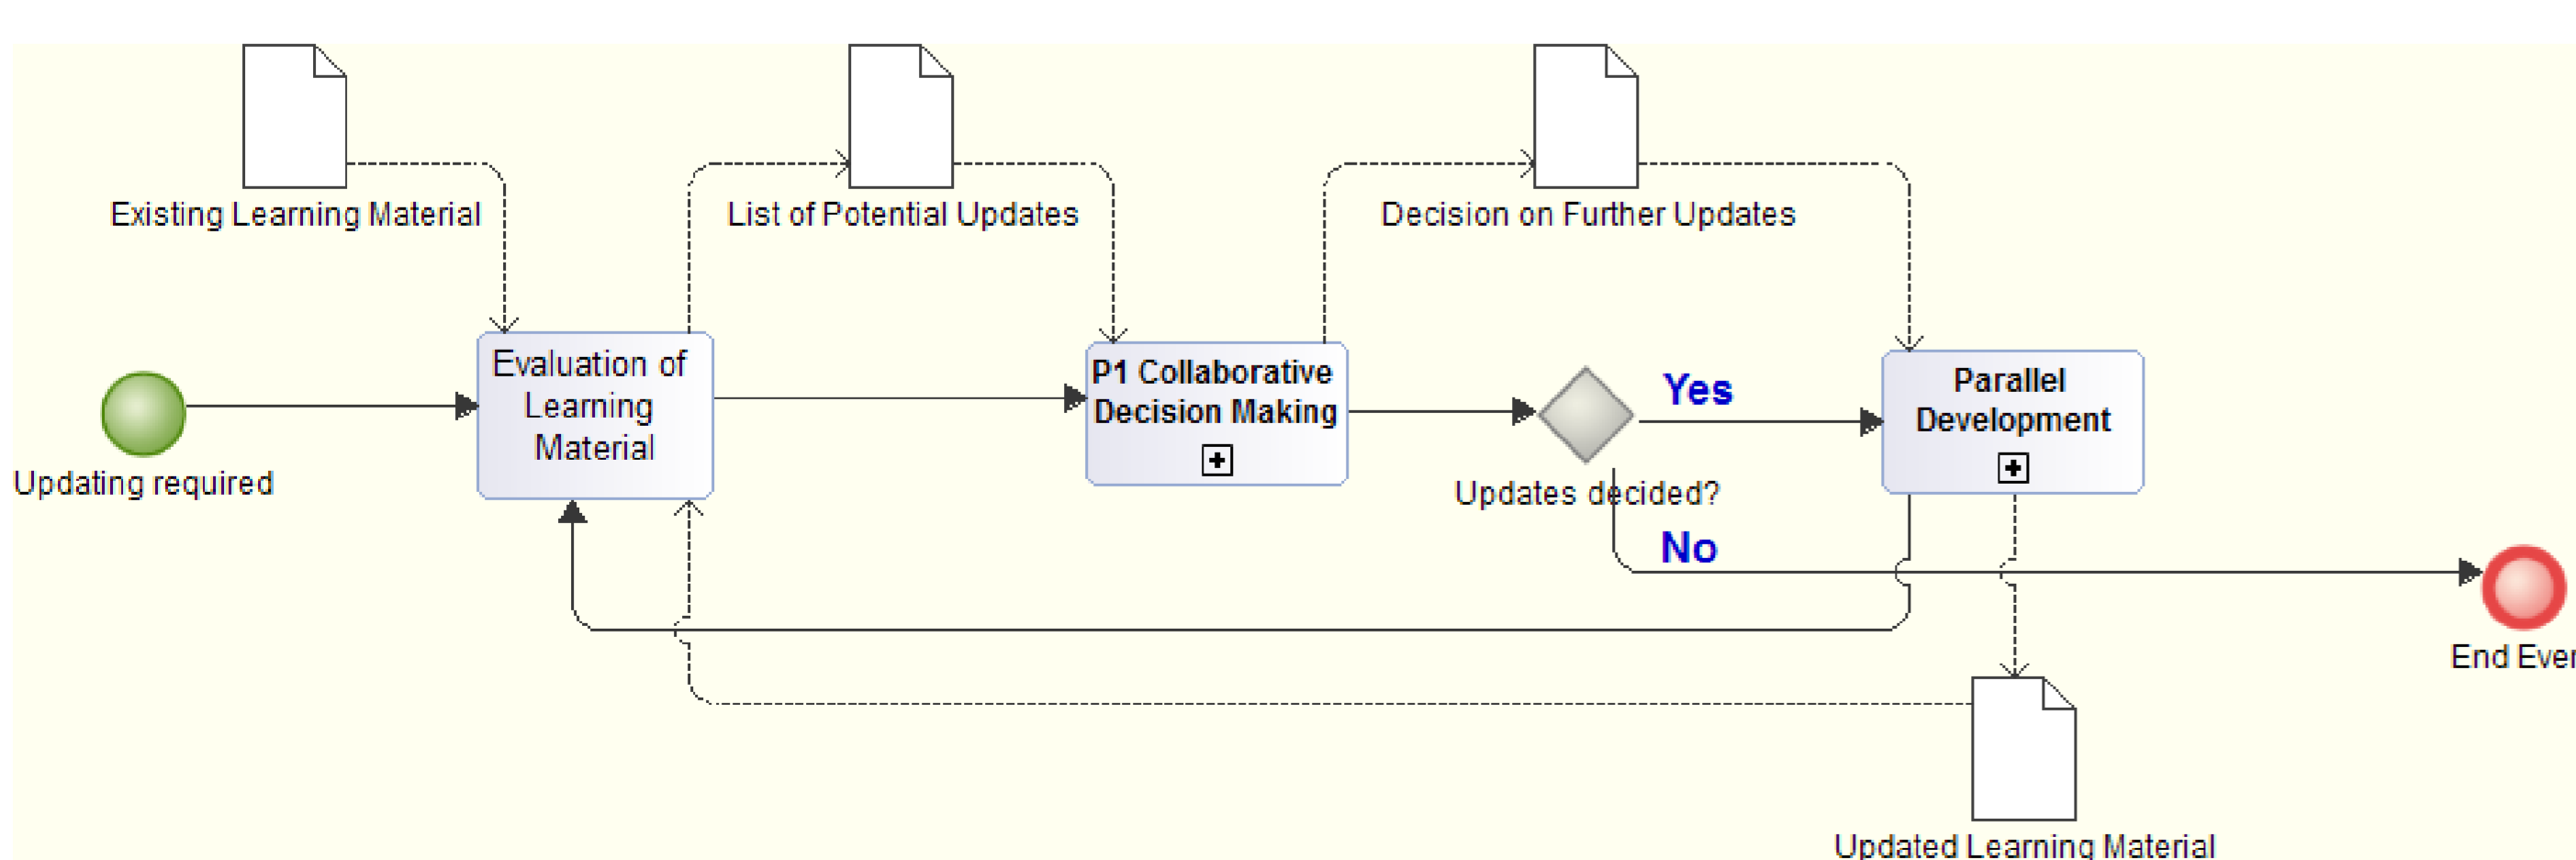 Existing Learning Material
List of Potential Updates
Decision on Further Updates
Evaluation of
Learning
Material
P1 Collaborative
Decision Making
Yes
Parallel
Development
Updating required
Updates decided?
No
End Even
Updated Learning Material